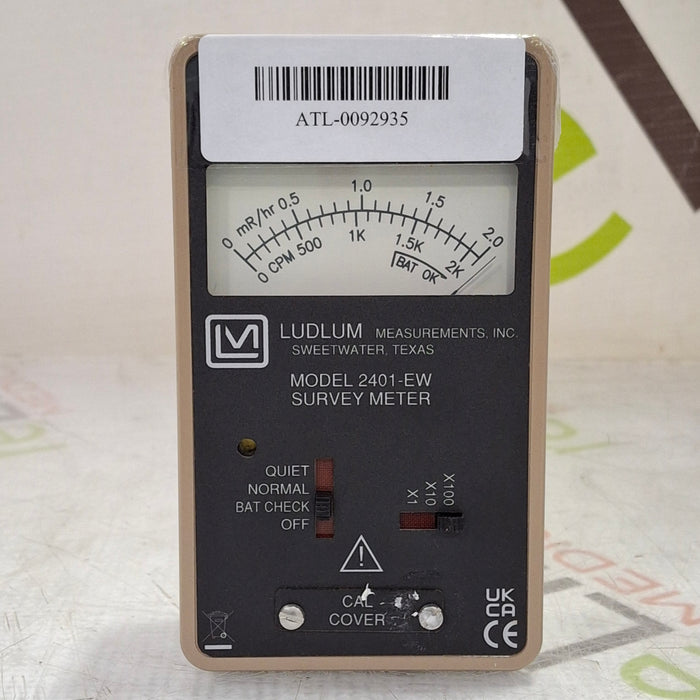 ATL-0092935
0 mR/hr 0.5 1.0 1.5 2.0
0 CPM 500 1K 1.5K 2K
BAT OK
LM LUDLUM MEASUREMENTS, INC.
SWEETWATER, TEXAS
MODEL 2401-EW
SURVEY METER
QUIET
NORMAL
BAT CHECK
OFF
X1 X10 X100
CAL
COVER
UK
CA
CE